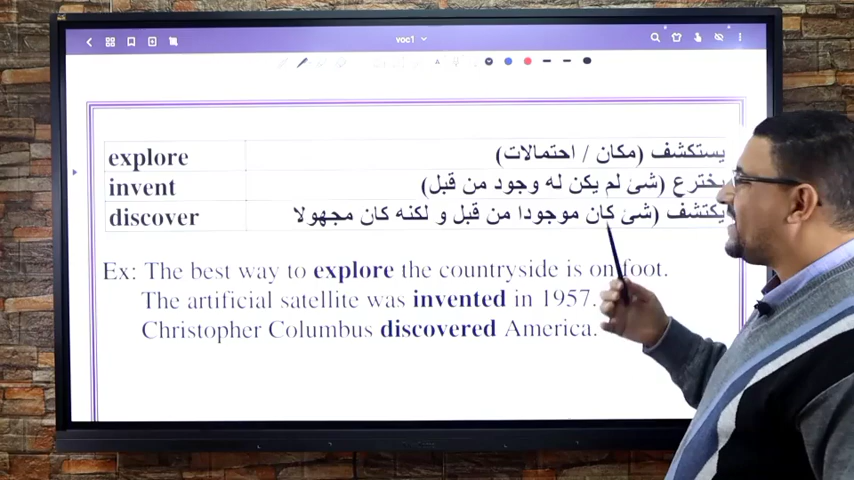 voc1
explore يستكشف (مكان / احتمالات)
invent يخترع (شئ لم يكن له وجود من قبل)
discover يكتشف (شئ كان موجودا من قبل و لكنه كان مجهولا
Ex: The best way to explore the countryside is on foot.
The artificial satellite was invented in 1957.
Christopher Columbus discovered America.